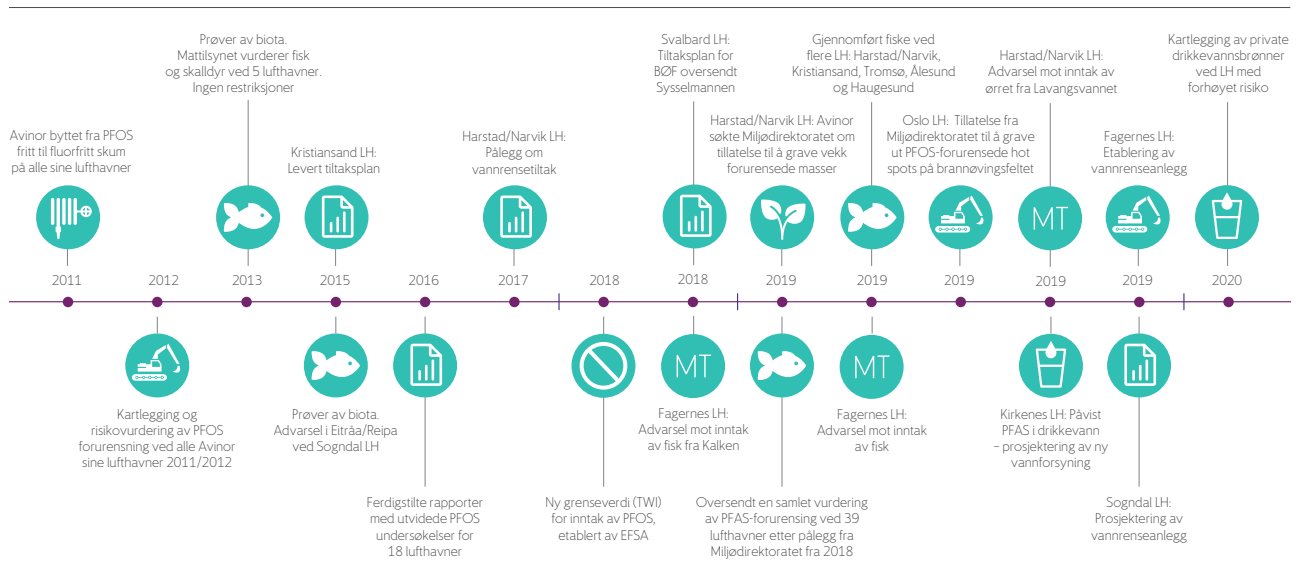 Avinor byttet fra PFOS
fritt til fluorfritt skum
på alle sine lufthavner
2011
2012
Kartlegging og
risikovurdering av PFOS
forurensning ved alle Avinor
sine lufthavner 2011/2012
Prøver av biota.
Mattilsynet vurderer fisk
og skalldyr ved 5 lufthavner.
Ingen restriksjoner
2013
Kristiansand LH:
Levert tiltaksplan
2015
Prøver av biota.
Advarsel i Eitråa/Reipa
ved Sogndal LH
2016
Ferdigstilte rapporter
med utvidede PFOS
undersøkelser for
18 lufthavner
Harstad/Narvik LH:
Pålegg om
vannrensetiltak
2017
2018
Ny grenseverdi (TWI)
for inntak av PFOS,
etablert av EFSA
Svalbard LH:
Tiltaksplan for
BØF oversendt
Sysselmannen
2018
MT
Fagernes LH:
Advarsel mot inntak
av fisk fra Kalken
Harstad/Narvik LH: Avinor
søkte Miljødirektoratet om
tillatelse til å grave vekk
forurensede masser
2019
Oversendt en samlet vurdering
av PFAS-forurensing ved 39
lufthavner etter pålegg fra
Miljødirektoratet fra 2018
Gjennomført fiske ved
flere LH: Harstad/Narvik,
Kristiansand, Tromsø, Ålesund
og Haugesund
2019
MT
Fagernes LH:
Advarsel mot inntak
av fisk
Oslo LH: Tillatelse fra
Miljødirektoratet til å grave
ut PFOS-forurensede hot
spots på brannøvingsfeltet
2019
Harstad/Narvik LH:
Advarsel mot inntak av
ørret fra Lavangsvannet
MT
2019
Kirkenes LH: Påvist
PFAS i drikkevann
– prosjektering av ny
vannforsyning
Fagernes LH:
Etablering av
vannrenseanlegg
2019
Sogndal LH:
Prosjektering av
vannrenseanlegg
Kartlegging av private
drikkevannsbrønner
ved LH med
forhøyet risiko
2020